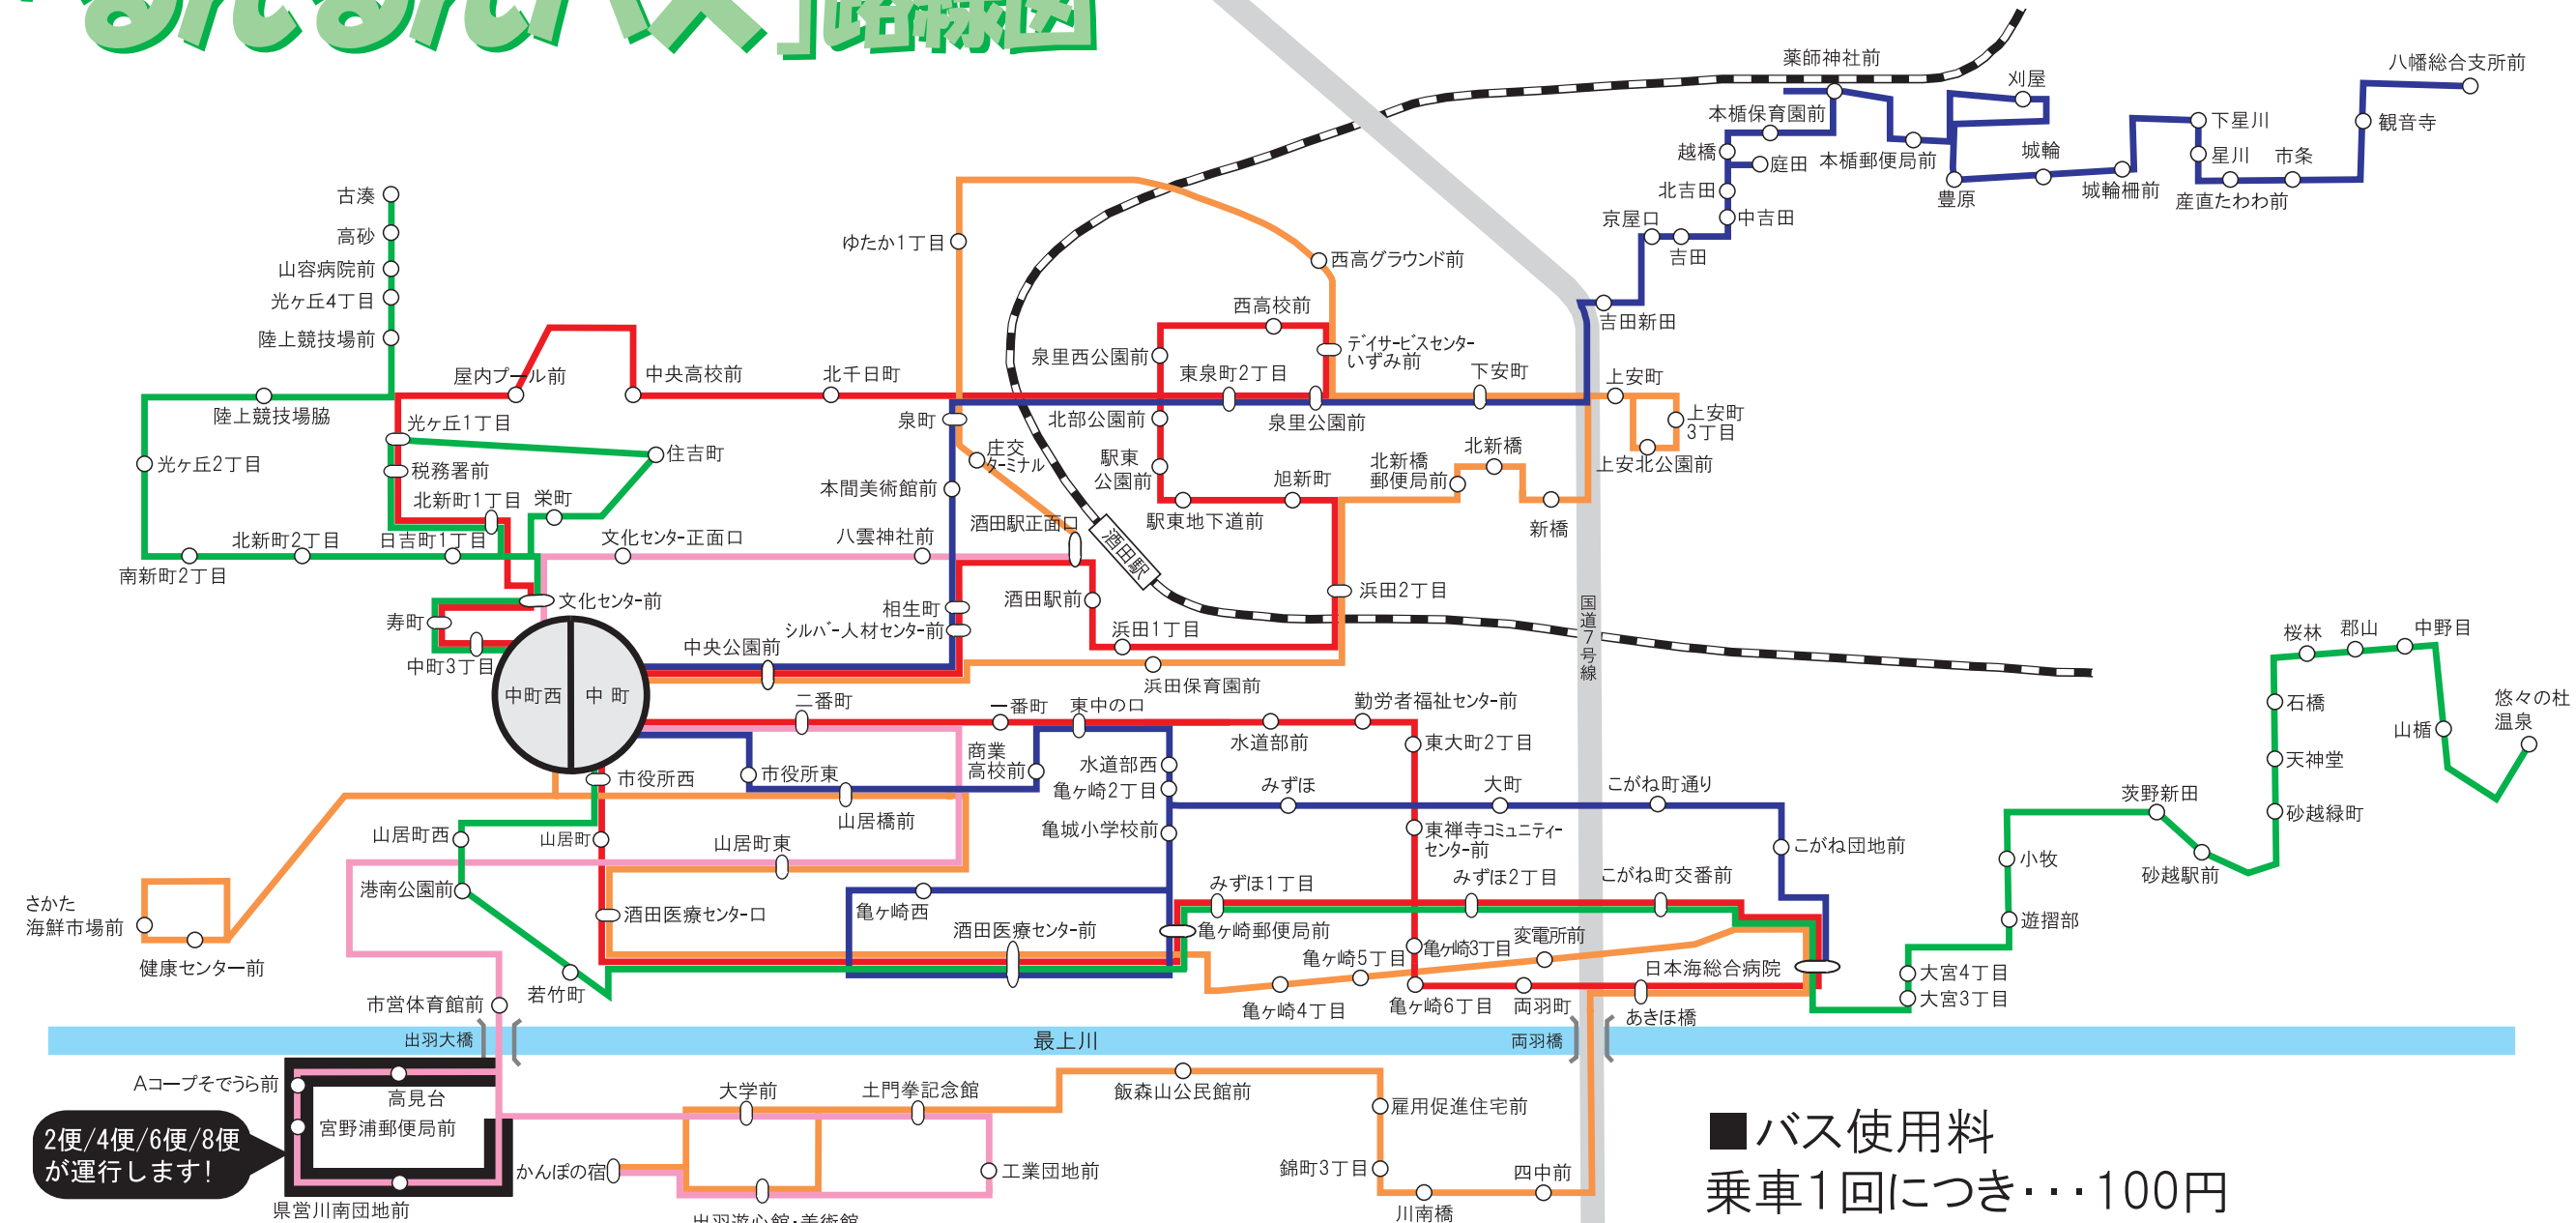 路線図
薬師神社前
刈屋
八幡総合支所前
本楯保育園前
下星川
観音寺
越橋
庭田
本楯郵便局前
城輪
星川
市条
古湊
北吉田
豊原
城輪柵前
産直たわわ前
高砂
京屋口
中吉田
ゆたか1丁目
吉田
山容病院前
西高グラウンド前
光ヶ丘4丁目
西高校前
吉田新田
陸上競技場前
泉里西公園前
デイサービスセンター
いずみ前
屋内プール前
中央高校前
北千日町
東泉町2丁目
下安町
上安町
陸上競技場脇
光ヶ丘1丁目
泉町
北部公園前
泉里公園前
上安町
3丁目
住吉町
庄交
ターミナル
北新橋
光ヶ丘2丁目
税務署前
駅東
公園前
旭新町
北新橋
郵便局前
上安北公園前
本間美術館前
北新町1丁目
栄町
酒田駅正面口
駅東地下道前
新橋
北新町2丁目
日吉町1丁目
文化センター正面口
八雲神社前
酒田駅
南新町2丁目
文化センター前
相生町
酒田駅前
浜田2丁目
国道7号線
寿町
シルバー人材センター前
浜田1丁目
桜林
郡山
中野目
中町3丁目
中央公園前
浜田保育園前
中町西
中町
二番町
一番町
東中の口
勤労者福祉センター前
石橋
山楯
悠々の杜
温泉
商業
高校前
水道部前
東大町2丁目
市役所西
市役所東
水道部西
天神堂
亀ヶ崎2丁目
みずほ
大町
こがね町通り
茨野新田
山居橋前
砂越緑町
山居町西
山居町
山居町東
亀城小学校前
東禅寺コミュニティー
センター前
こがね団地前
小牧
港南公園前
みずほ1丁目
みずほ2丁目
こがね町交番前
砂越駅前
さかた
海鮮市場前
酒田医療センター口
亀ヶ崎西
遊摺部
酒田医療センター前
亀ヶ崎郵便局前
亀ヶ崎3丁目
変電所前
健康センター前
亀ヶ崎5丁目
日本海総合病院
大宮4丁目
若竹町
大宮3丁目
市営体育館前
亀ヶ崎4丁目
亀ヶ崎6丁目
両羽町
あきほ橋
出羽大橋
最上川
両羽橋
Aコープそでうら前
高見台
大学前
土門拳記念館
飯森山公民館前
雇用促進住宅前
宮野浦郵便局前
2便/4便/6便/8便
が運行します!
かんぽの宿
工業団地前
錦町3丁目
四中前
県営川南団地前
出羽遊心館・美術館
川南橋
■バス使用料
乗車1回につき・・・100円